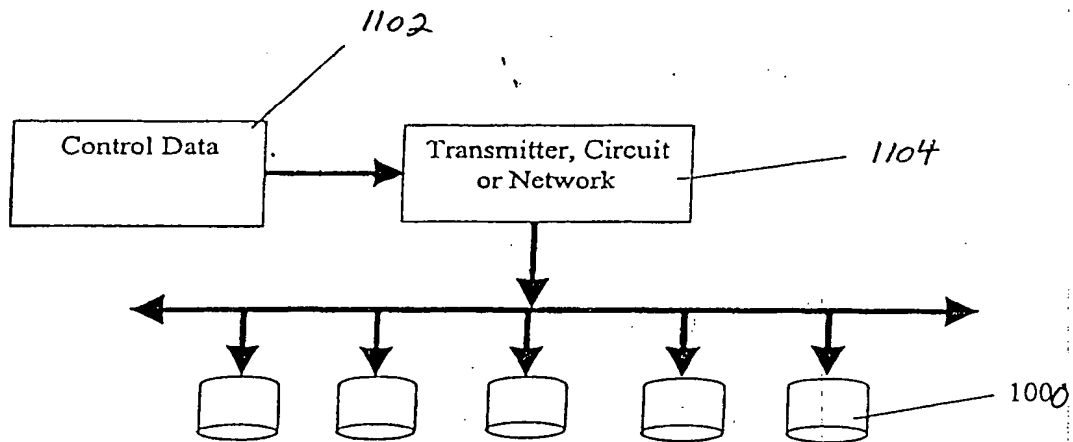 1102
Control Data
Transmitter, Circuit
or Network
1104
1000